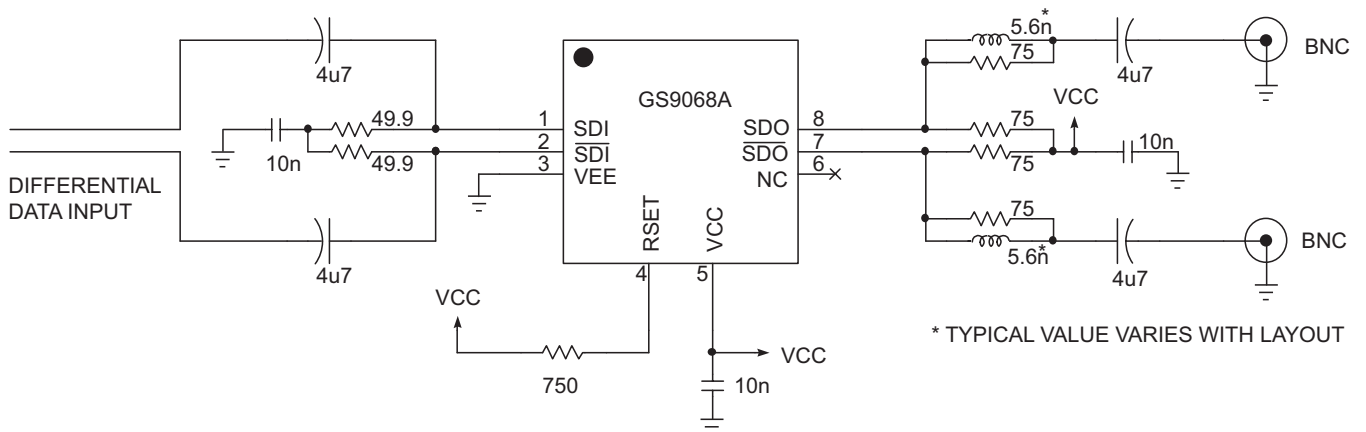 5.6n*
75
4u7
BNC
4u7
GS9068A
VCC
49.9
1
SDI
SDO
8
75
10n
49.9
2
SDI
SDO
7
75
10n
3
VEE
NC
6
DIFFERENTIAL
DATA INPUT
RSET
VCC
75
BNC
5.6n*
4u7
4u7
4
5
VCC
* TYPICAL VALUE VARIES WITH LAYOUT
VCC
750
10n